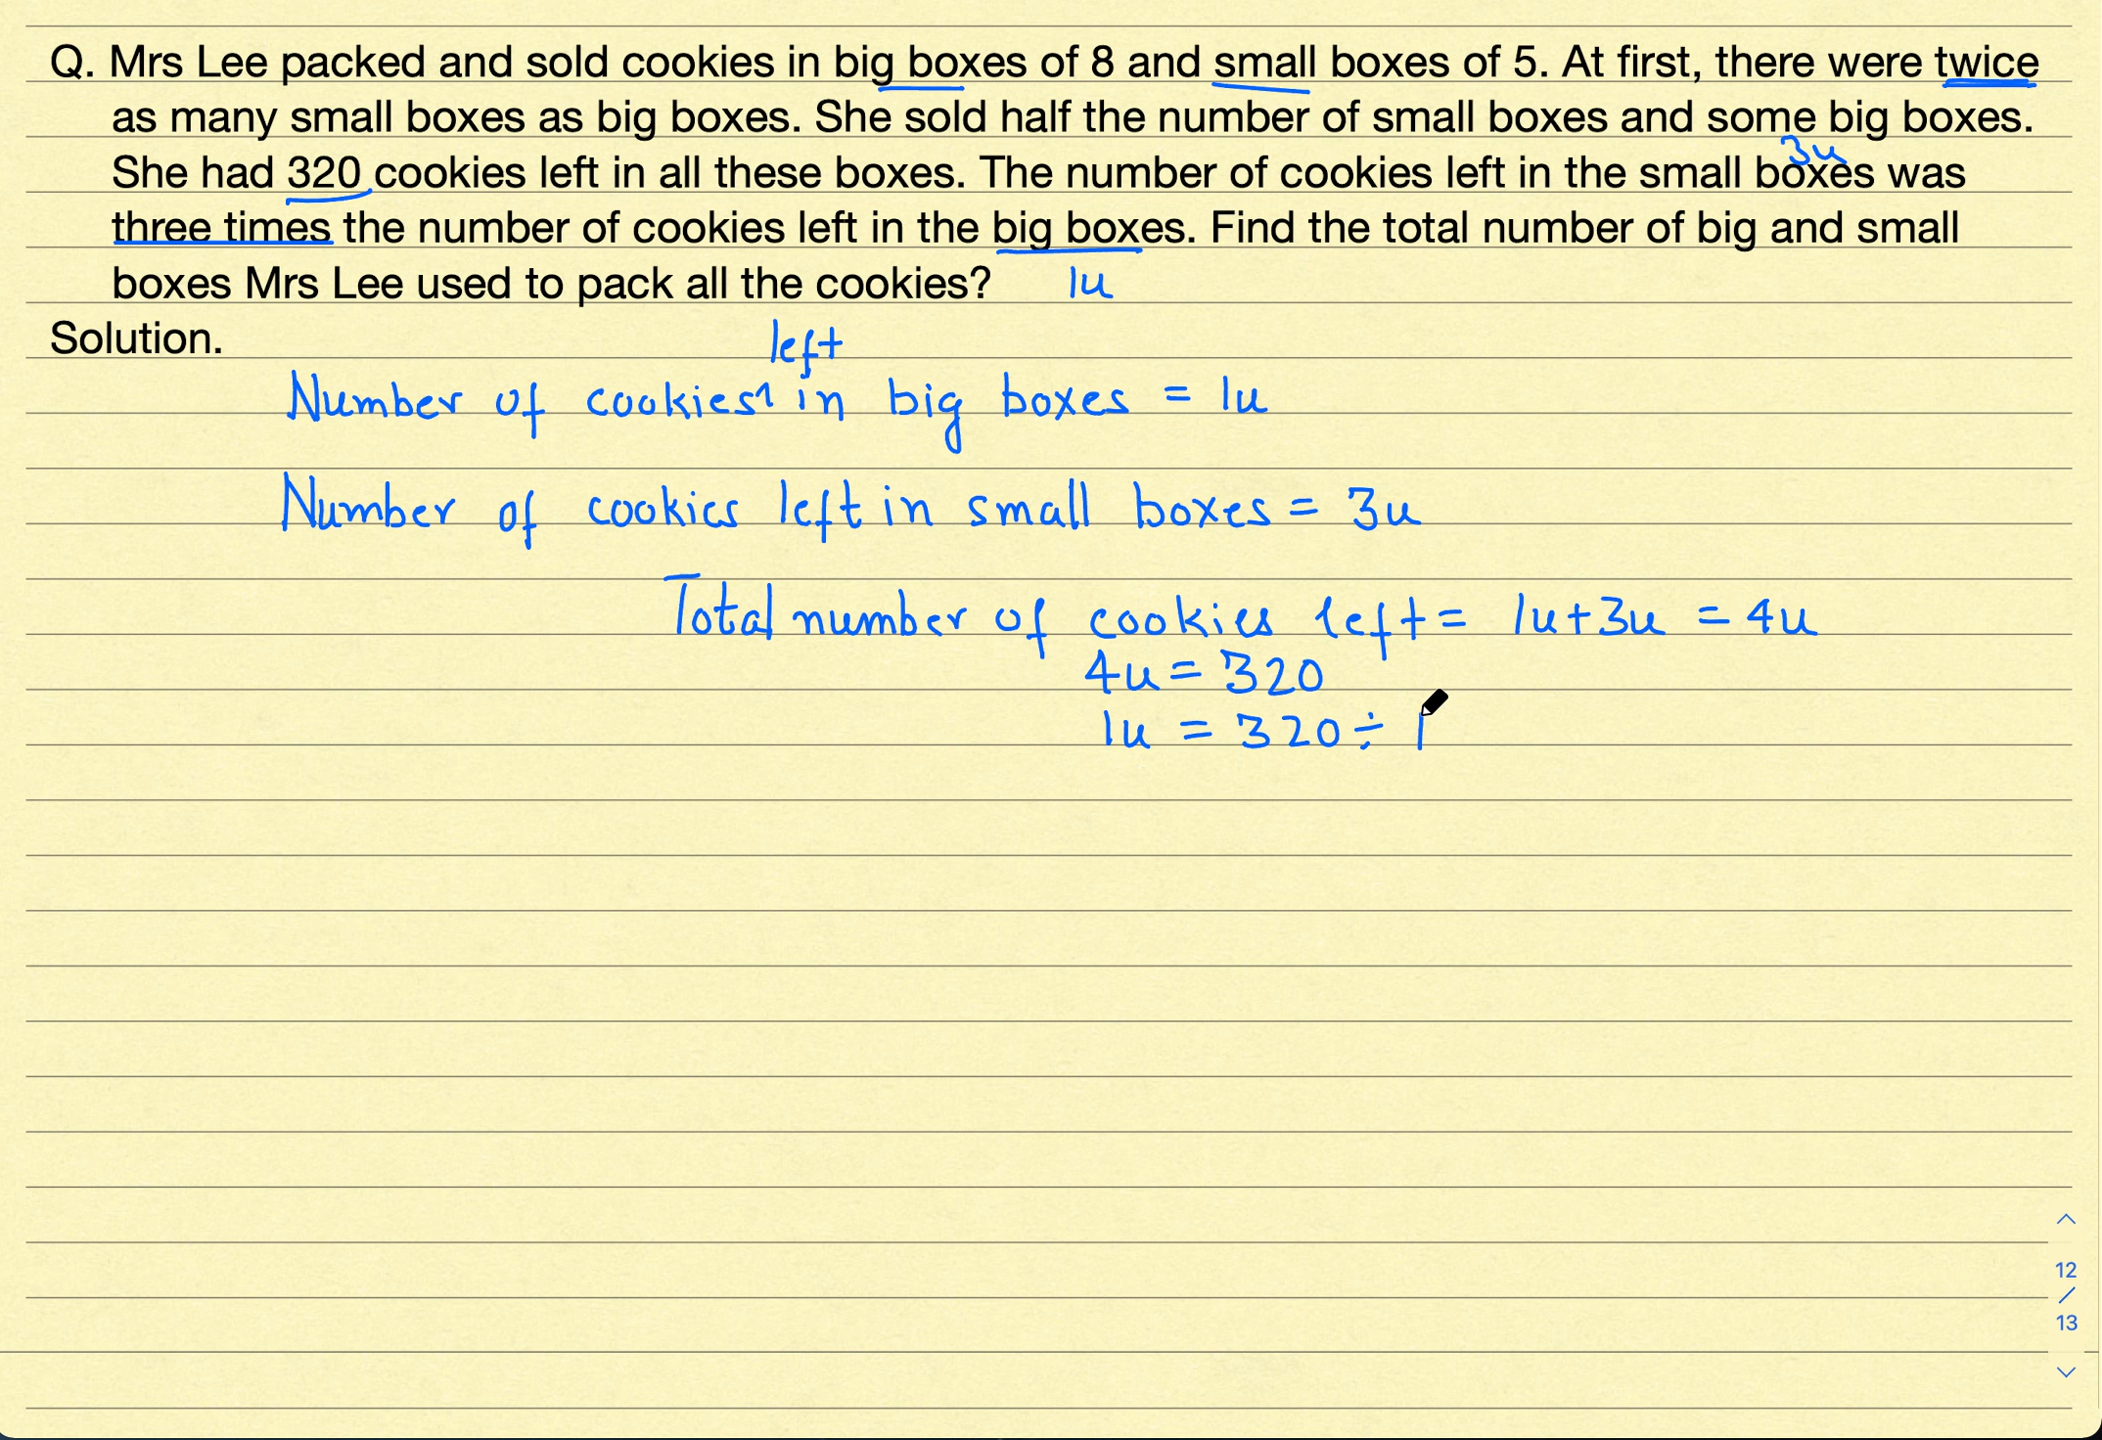 Q. Mrs Lee packed and sold cookies in big boxes of 8 and small boxes of 5. At first, there were twice
as many small boxes as big boxes. She sold half the number of small boxes and some big boxes.
3u
She had 320 cookies left in all these boxes. The number of cookies left in the small boxes was
three times the number of cookies left in the big boxes. Find the total number of big and small
boxes Mrs Lee used to pack all the cookies?
1u
Solution.
left
Number of cookies in big boxes = 1u
Number of cookies left in small boxes = 3u
Total number of cookies left = 1u+3u = 4u
4u = 320
1u = 320 ÷
12
/
13